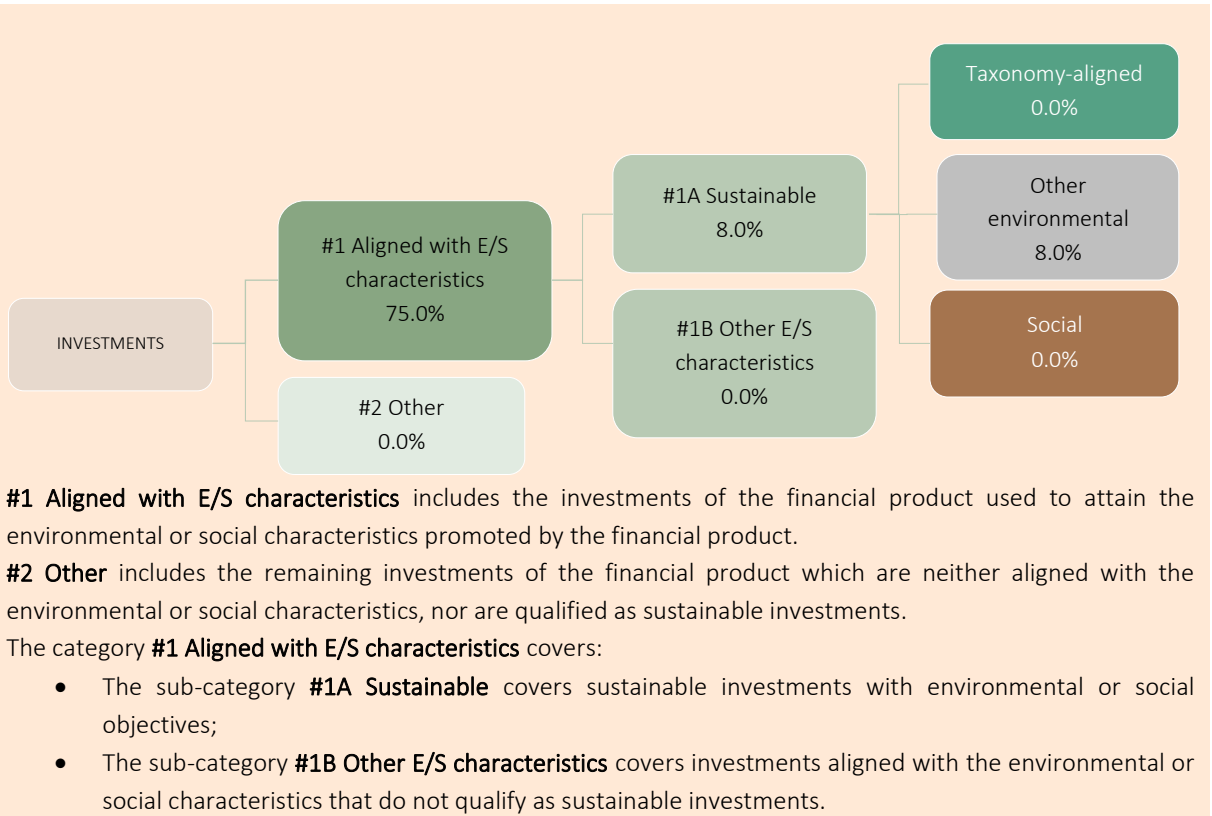 INVESTMENTS
#1 Aligned with E/S
characteristics
75.0%
#2 Other
0.0%
#1A Sustainable
8.0%
#1B Other E/S
characteristics
0.0%
Taxonomy-aligned
0.0%
Other
environmental
8.0%
Social
0.0%
#1 Aligned with E/S characteristics includes the investments of the financial product used to attain the
environmental or social characteristics promoted by the financial product.
#2 Other includes the remaining investments of the financial product which are neither aligned with the
environmental or social characteristics, nor are qualified as sustainable investments.
The category #1 Aligned with E/S characteristics covers:
• The sub-category #1A Sustainable covers sustainable investments with environmental or social
objectives;
• The sub-category #1B Other E/S characteristics covers investments aligned with the environmental or
social characteristics that do not qualify as sustainable investments.